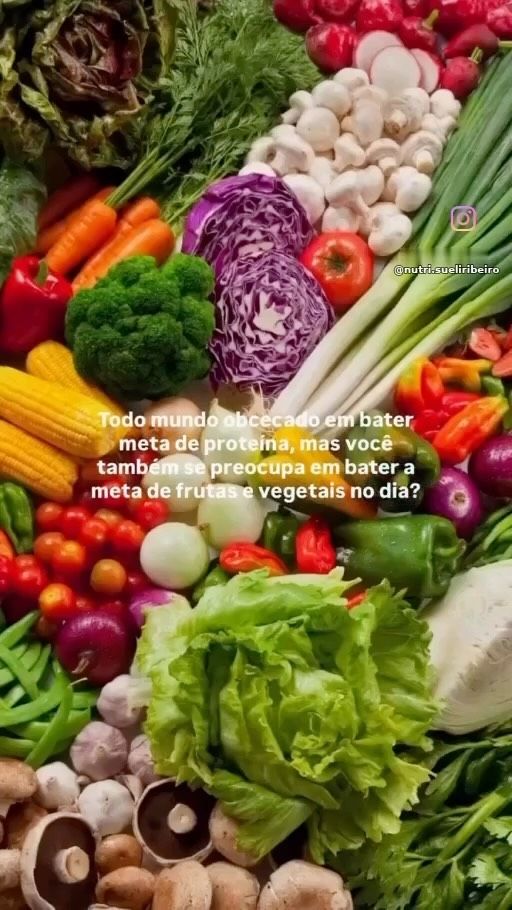 @nutri.sueliribeiro
Todo mundo obcecado em bater
meta de proteína, mas você
também se preocupa em bater a
meta de frutas e vegetais no dia?